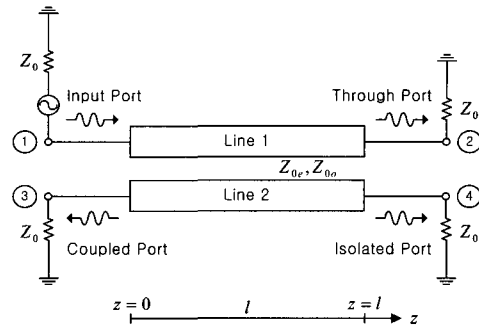 Z0
Input Port
Through Port
Z0
1
Line 1
2
Z0e, Z0o
3
Line 2
4
Z0
Coupled Port
Isolated Port
Z0
z = 0
l
z = l
z